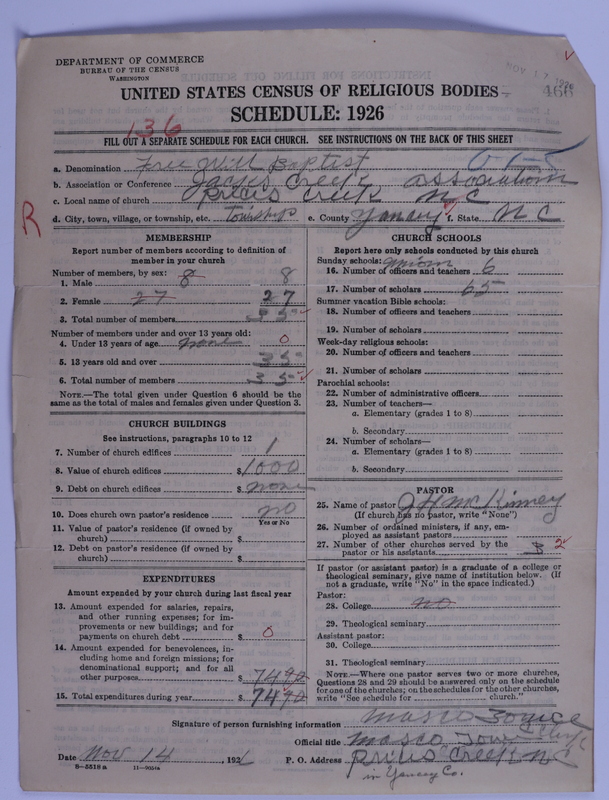 DEPARTMENT OF COMMERCE
BUREAU OF THE CENSUS
WASHINGTON
NOV 17 1926
466
UNITED STATES CENSUS OF RELIGIOUS BODIES
SCHEDULE: 1926
136
FILL OUT A SEPARATE SCHEDULE FOR EACH CHURCH. SEE INSTRUCTIONS ON THE BACK OF THIS SHEET
a. Denomination Free Will Baptist
b. Association or Conference Jacks Creek association
c. Local name of church Prices Creek N C
d. City, town, village, or township, etc. township e. County Yancy f. State N C
R
MEMBERSHIP
Report number of members according to definition of member in your church
Number of members, by sex:
1. Male 8 8
2. Female 27 27
3. Total number of members 35
Number of members under and over 13 years old:
4. Under 13 years of age none 0
5. 13 years old and over 35
6. Total number of members 35
NOTE.—The total given under Question 6 should be the same as the total of males and females given under Question 3.
CHURCH BUILDINGS
See instructions, paragraphs 10 to 12
7. Number of church edifices 1
8. Value of church edifices $1000
9. Debt on church edifices $none
10. Does church own pastor's residence no
Yes or No
11. Value of pastor's residence (if owned by church) $
12. Debt on pastor's residence (if owned by church) $
EXPENDITURES
Amount expended by your church during last fiscal year
13. Amount expended for salaries, repairs, and other running expenses; for improvements or new buildings; and for payments on church debt $ 0
14. Amount expended for benevolences, including home and foreign missions; for denominational support; and for all other purposes $ 7490
15. Total expenditures during year $ 7490
CHURCH SCHOOLS
Report here only schools conducted by this church
Sunday schools: union
16. Number of officers and teachers 6
17. Number of scholars 65
Summer vacation Bible schools:
18. Number of officers and teachers
19. Number of scholars
Week-day religious schools:
20. Number of officers and teachers
21. Number of scholars
Parochial schools:
22. Number of administrative officers
23. Number of teachers—
a. Elementary (grades 1 to 8)
b. Secondary
24. Number of scholars—
a. Elementary (grades 1 to 8)
b. Secondary
PASTOR
25. Name of pastor J H McKinney
(If church has no pastor, write "None")
26. Number of ordained ministers, if any, employed as assistant pastors
27. Number of other churches served by the pastor or his assistants 3 2
If pastor (or assistant pastor) is a graduate of a college or theological seminary, give name of institution below. (If not a graduate, write "No" in the space indicated.)
Pastor:
28. College no
29. Theological seminary
Assistant pastor:
30. College
31. Theological seminary
NOTE.—Where one pastor serves two or more churches, Questions 28 and 29 should be answered only on the schedule for one of the churches; on the schedules for the other churches, write "See schedule for church."
Signature of person furnishing information Masco
Official title Masco
Date Nov 14, 1926 P. O. Address Prices Creek N C
8-5518a 11-9051a in Yancey Co.